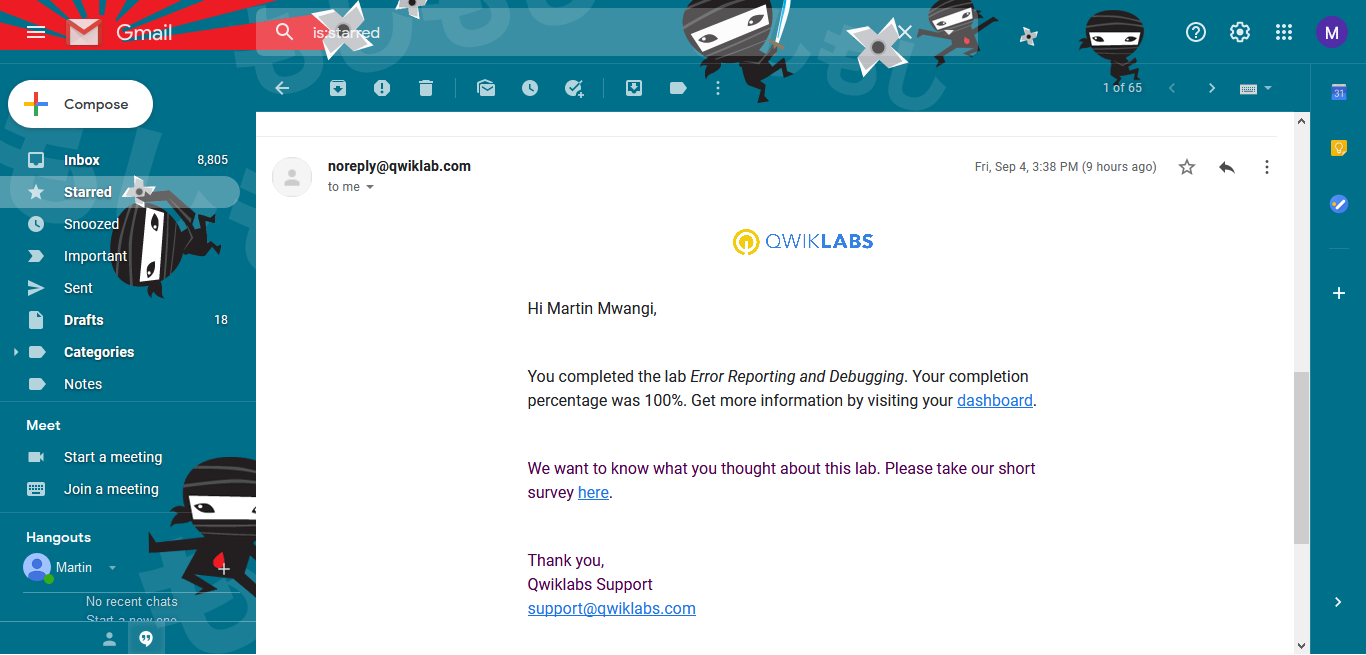 Gmail
is:starred
M
Compose
1 of 65
31
Inbox 8,805
Starred
Snoozed
Important
Sent
Drafts 18
Categories
Notes
Meet
Start a meeting
Join a meeting
Hangouts
Martin
No recent chats
Start a new one
noreply@qwiklab.com
to me
Fri, Sep 4, 3:38 PM (9 hours ago)
QWIKLABS
Hi Martin Mwangi,
You completed the lab Error Reporting and Debugging. Your completion
percentage was 100%. Get more information by visiting your dashboard.
We want to know what you thought about this lab. Please take our short
survey here.
Thank you,
Qwiklabs Support
support@qwiklabs.com